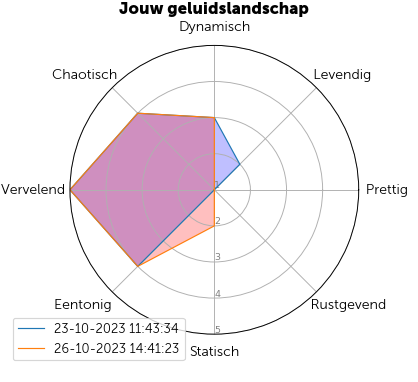 Jouw geluidslandschap
Dynamisch
Chaotisch
Levendig
Vervelend
Prettig
1
2
3
4
5
Eentonig
Rustgevend
Statisch
23-10-2023 11:43:34
26-10-2023 14:41:23